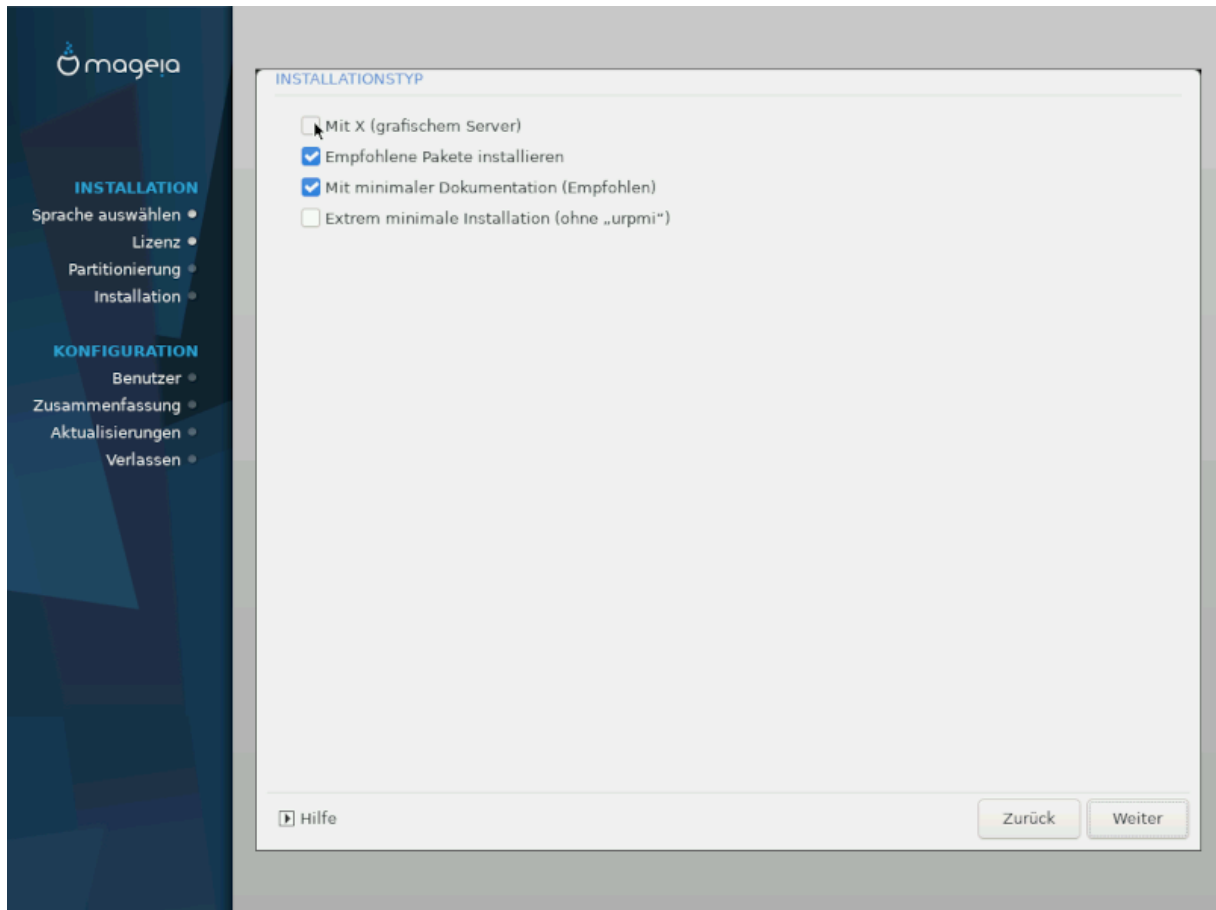 mageia
INSTALLATION
Sprache auswählen
Lizenz
Partitionierung
Installation
KONFIGURATION
Benutzer
Zusammenfassung
Aktualisierungen
Verlassen
INSTALLATIONSTYP
Mit X (grafischem Server)
Empfohlene Pakete installieren
Mit minimaler Dokumentation (Empfohlen)
Extrem minimale Installation (ohne „urpmi“)
Hilfe
Zurück
Weiter